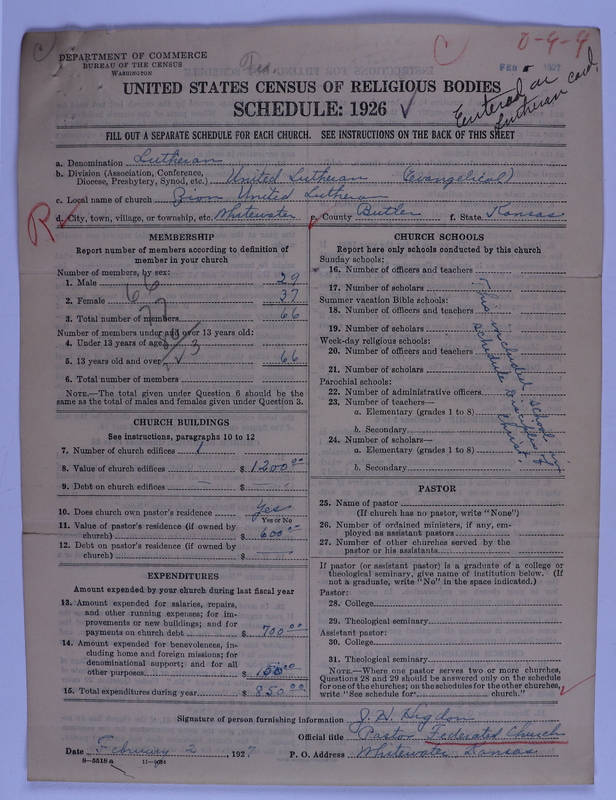 DEPARTMENT OF COMMERCE
BUREAU OF THE CENSUS
WASHINGTON
FEB 1927
UNITED STATES CENSUS OF RELIGIOUS BODIES
SCHEDULE: 1926
Entered on
Lutheran card.
FILL OUT A SEPARATE SCHEDULE FOR EACH CHURCH. SEE INSTRUCTIONS ON THE BACK OF THIS SHEET
a. Denomination Lutheran
b. Division (Association, Conference,
Diocese, Presbytery, Synod, etc.) United Lutheran (Evangelical)
c. Local name of church Zion United Lutheran
d. City, town, village, or township, etc. Whitewater e. County Butler f. State Kansas
R
MEMBERSHIP
Report number of members according to definition of
member in your church
Number of members, by sex:
1. Male 29
2. Female 37
3. Total number of members 66
Number of members under and over 13 years old:
4. Under 13 years of age
5. 13 years old and over 66
6. Total number of members
NOTE.—The total given under Question 6 should be
same as the total of males and females given under Question 3.
CHURCH BUILDINGS
See instructions, paragraphs 10 to 12
7. Number of church edifices 1
8. Value of church edifices $ 1200.00
9. Debt on church edifices $
10. Does church own pastor's residence Yes
Yes or No
11. Value of pastor's residence (if owned by
church) $ 600.00
12. Debt on pastor's residence (if owned by
church) $
EXPENDITURES
Amount expended by your church during last fiscal year
13. Amount expended for salaries, repairs,
and other running expenses; for im-
provements or new buildings; and for
payments on church debt $ 700.00
14. Amount expended for benevolences, in-
cluding home and foreign missions; for
denominational support; and for all
other purposes $ 150.00
15. Total expenditures during year $ 850.00
CHURCH SCHOOLS
Report here only schools conducted by this church
Sunday schools:
16. Number of officers and teachers
17. Number of scholars
Summer vacation Bible schools:
18. Number of officers and teachers
19. Number of scholars
Week-day religious schools:
20. Number of officers and teachers
21. Number of scholars
Parochial schools:
22. Number of administrative officers
23. Number of teachers—
a. Elementary (grades 1 to 8)
b. Secondary
24. Number of scholars—
a. Elementary (grades 1 to 8)
b. Secondary
This included school in
schedule Disciples of
Christ.
PASTOR
25. Name of pastor
(If church has no pastor, write "None")
26. Number of ordained ministers, if any, em-
ployed as assistant pastors
27. Number of other churches served by the
pastor or his assistants
If pastor (or assistant pastor) is a graduate of a college or
theological seminary, give name of institution below. (If
not a graduate, write "No" in the space indicated.)
Pastor:
28. College
29. Theological seminary
Assistant pastor:
30. College
31. Theological seminary
NOTE.—Where one pastor serves two or more churches,
Questions 28 and 29 should be answered only on the schedule
for one of the churches; on the schedules for the other churches,
write "See schedule for church."
Signature of person furnishing information J. H. Higdon
Official title Pastor Federated Church
Date February 2, 1927 P. O. Address Whitewater, Kansas
8-5518 a